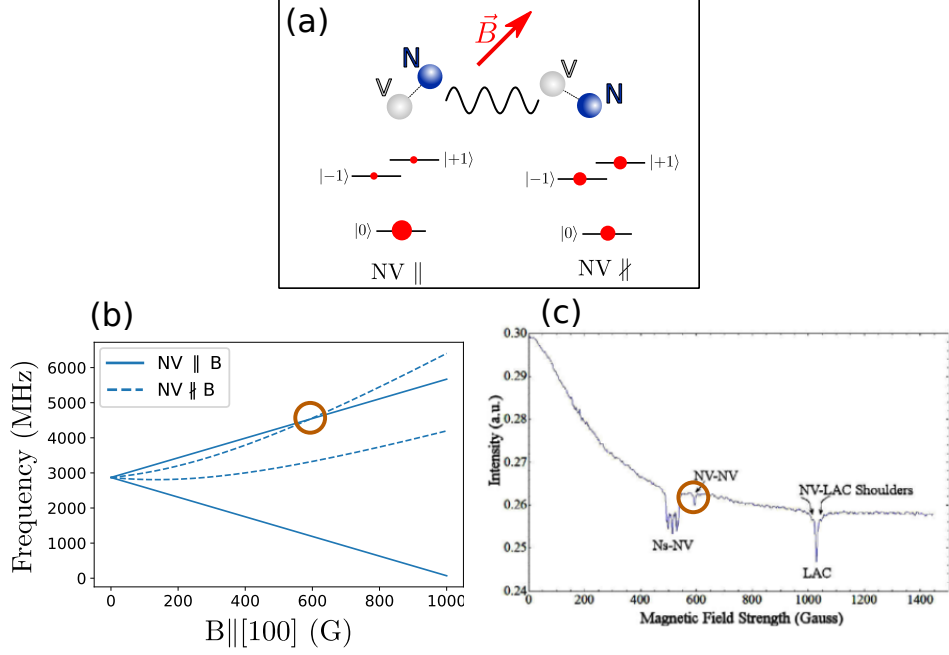 (a)
B
N
V
V
N
|+1⟩
|−1⟩
|0⟩
NV ∥
|+1⟩
|−1⟩
|0⟩
NV ∦
(b)
Frequency (MHz)
6000
5000
4000
3000
2000
1000
0
NV ∥ B
NV ∦ B
0 200 400 600 800 1000
B∥[100] (G)
(c)
Intensity (a.u.)
0.30
0.29
0.28
0.27
0.26
0.25
0.24
NV-NV
NV-LAC Shoulders
Ns-NV
LAC
0 200 400 600 800 1000 1200 1400
Magnetic Field Strength (Gauss)